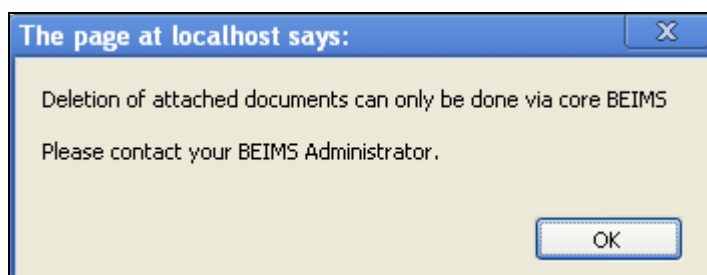 The page at localhost says:
Deletion of attached documents can only be done via core BEIMS
Please contact your BEIMS Administrator.
OK